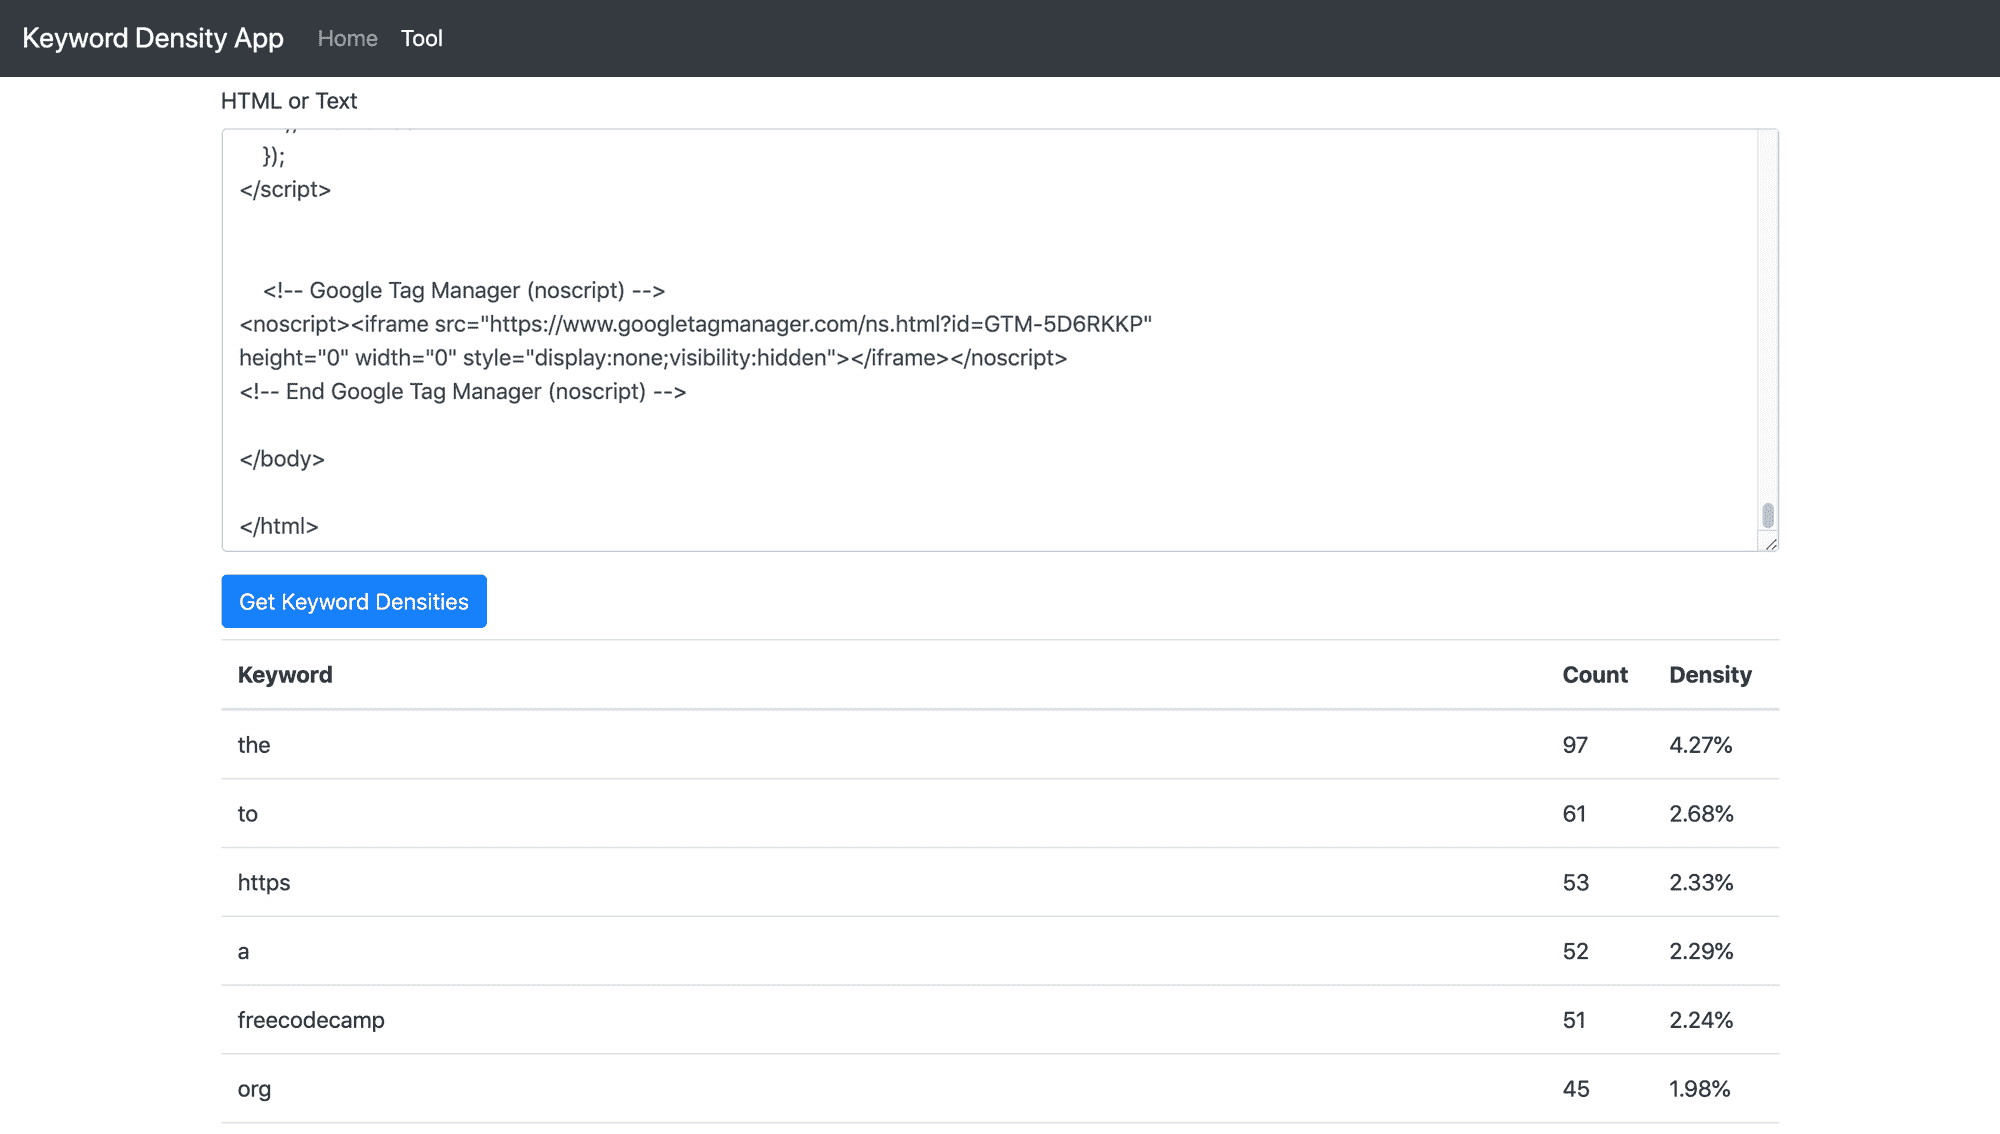 Keyword Density App Home Tool
HTML or Text
});
</script>
<!-- Google Tag Manager (noscript) -->
<noscript><iframe src="https://www.googletagmanager.com/ns.html?id=GTM-5D6RKKP"
height="0" width="0" style="display:none;visibility:hidden"></iframe></noscript>
<!-- End Google Tag Manager (noscript) -->
</body>
</html>
Get Keyword Densities
Keyword Count Density
the 97 4.27%
to 61 2.68%
https 53 2.33%
a 52 2.29%
freecodecamp 51 2.24%
org 45 1.98%